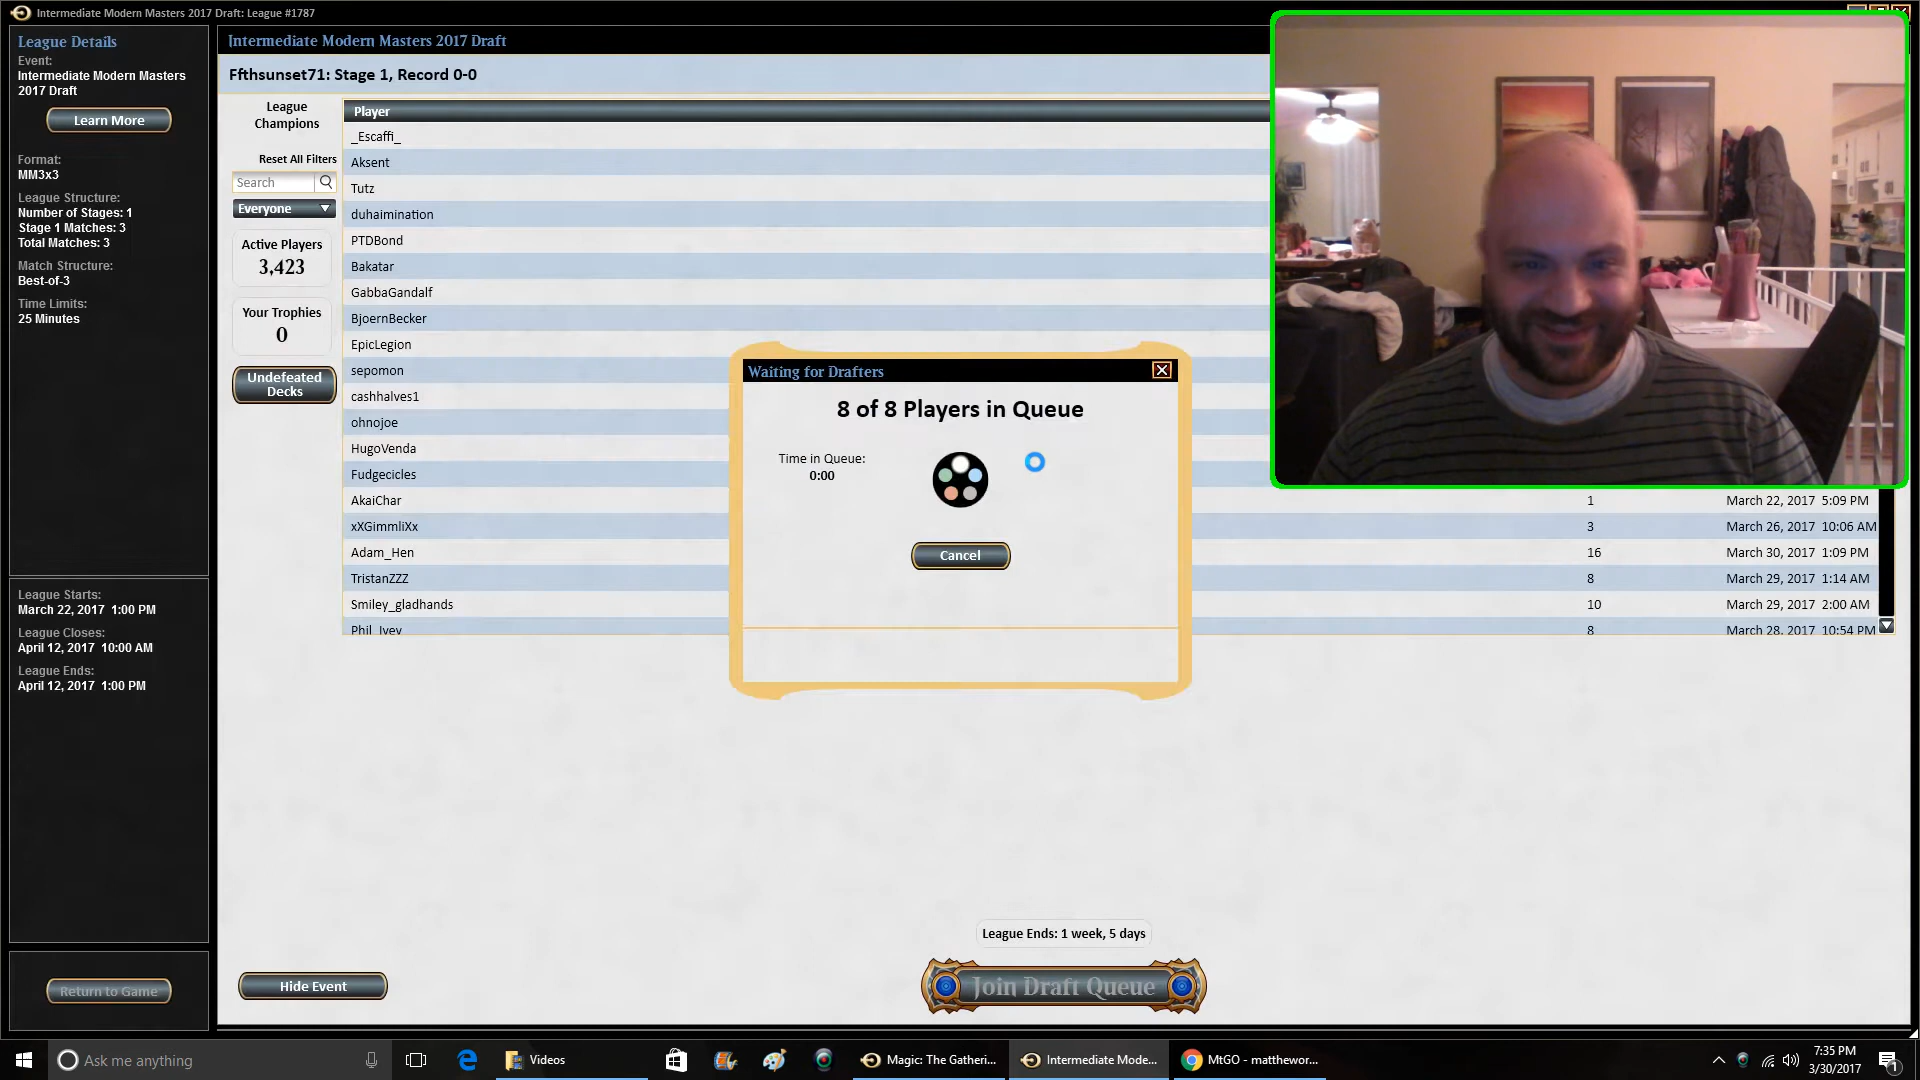 Intermediate Modern Masters 2017 Draft: League #1787
League Details
Event:
Intermediate Modern Masters
2017 Draft
Learn More
Format:
MM3x3
League Structure:
Number of Stages: 1
Stage 1 Matches: 3
Total Matches: 3
Match Structure:
Best-of-3
Time Limits:
25 Minutes
League Starts:
March 22, 2017 1:00 PM
League Closes:
April 12, 2017 10:00 AM
League Ends:
April 12, 2017 1:00 PM
Return to Game
Intermediate Modern Masters 2017 Draft
Ffthsunset71: Stage 1, Record 0-0
League
Champions
Reset All Filters
Search
Everyone
Active Players
3,423
Your Trophies
0
Undefeated
Decks
Player
_Escaffi_
Aksent
Tutz
duhaimination
PTDBond
Bakatar
GabbaGandalf
BjoernBecker
EpicLegion
sepomon
cashhalves1
ohnojoe
HugoVenda
Fudgecicles
AkaiChar 1 March 22, 2017 5:09 PM
xXGimmliXx 3 March 26, 2017 10:06 AM
Adam_Hen 16 March 30, 2017 1:09 PM
TristanZZZ 8 March 29, 2017 1:14 AM
Smiley_gladhands 10 March 29, 2017 2:00 AM
Phil_Ivey 8 March 28, 2017 10:54 PM
Waiting for Drafters
8 of 8 Players in Queue
Time in Queue:
0:00
Cancel
League Ends: 1 week, 5 days
Hide Event
Join Draft Queue
Ask me anything
Videos
Magic: The Gatheri...
Intermediate Mode...
MtGO - matthewor...
7:35 PM
3/30/2017
1